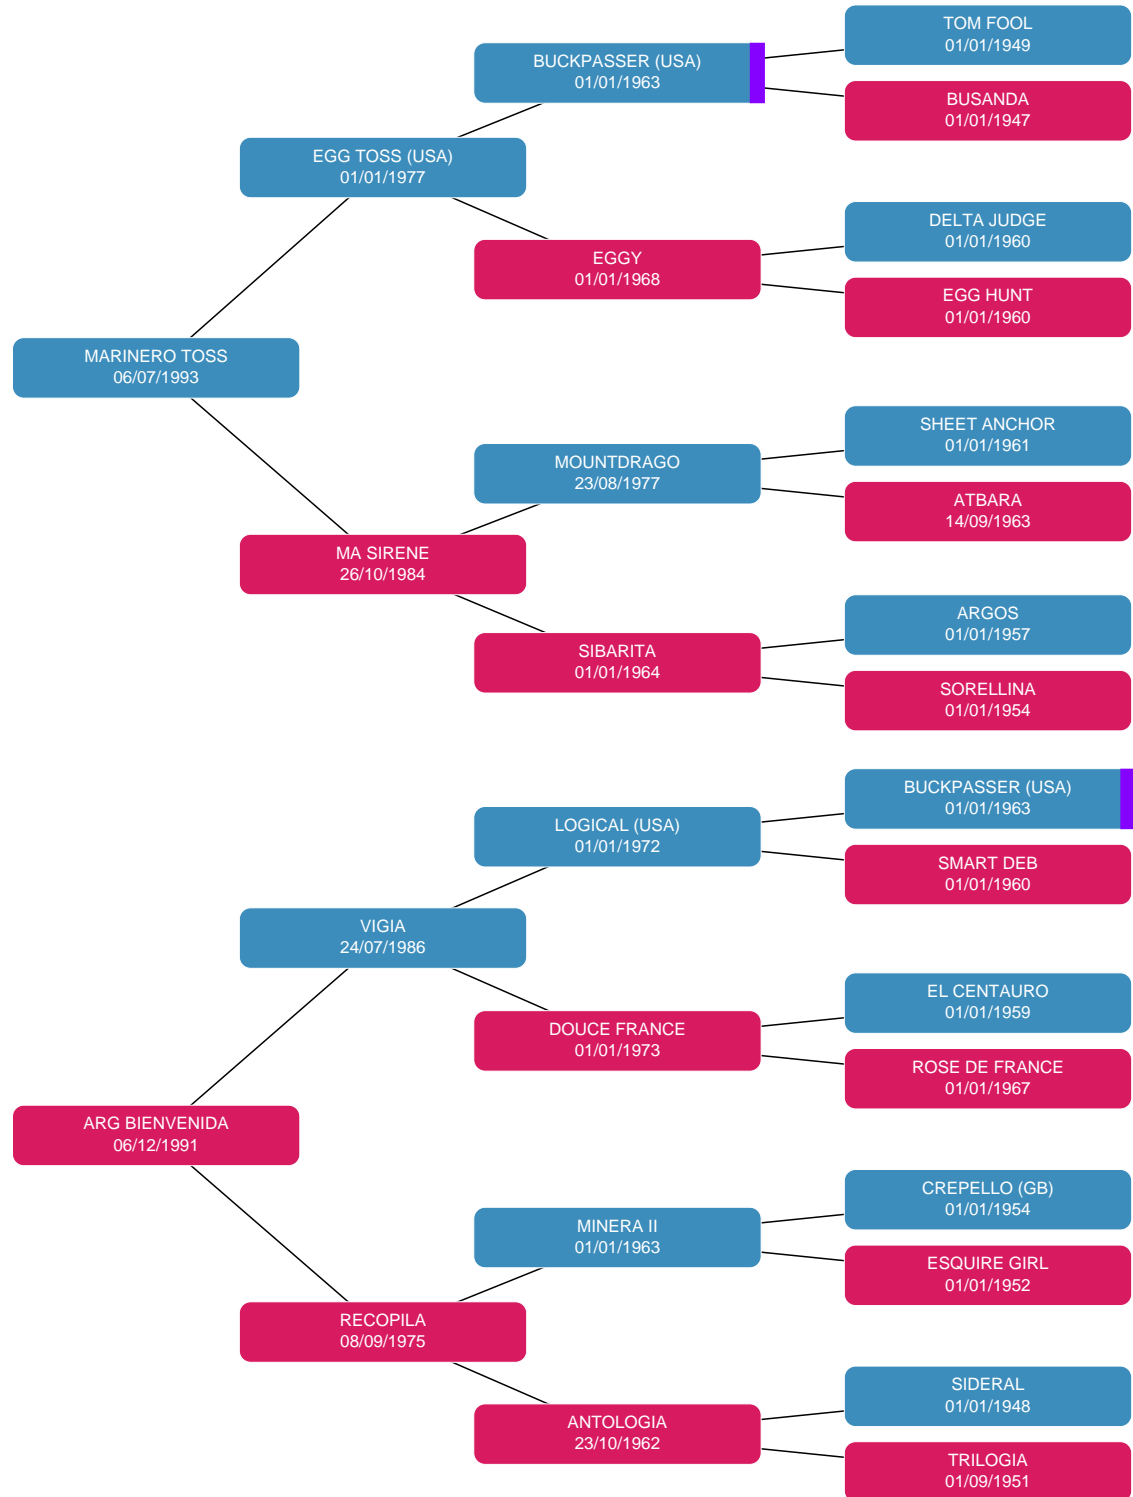 TOM FOOL
01/01/1949
BUCKPASSER (USA)
01/01/1963
BUSANDA
01/01/1947
EGG TOSS (USA)
01/01/1977
DELTA JUDGE
01/01/1960
EGGY
01/01/1968
EGG HUNT
01/01/1960
MARINERO TOSS
06/07/1993
SHEET ANCHOR
01/01/1961
MOUNTDRAGO
23/08/1977
ATBARA
14/09/1963
MA SIRENE
26/10/1984
ARGOS
01/01/1957
SIBARITA
01/01/1964
SORELLINA
01/01/1954
BUCKPASSER (USA)
01/01/1963
LOGICAL (USA)
01/01/1972
SMART DEB
01/01/1960
VIGIA
24/07/1986
EL CENTAURO
01/01/1959
DOUCE FRANCE
01/01/1973
ROSE DE FRANCE
01/01/1967
ARG BIENVENIDA
06/12/1991
CREPELLO (GB)
01/01/1954
MINERA II
01/01/1963
ESQUIRE GIRL
01/01/1952
RECOPILA
08/09/1975
SIDERAL
01/01/1948
ANTOLOGIA
23/10/1962
TRILOGIA
01/09/1951